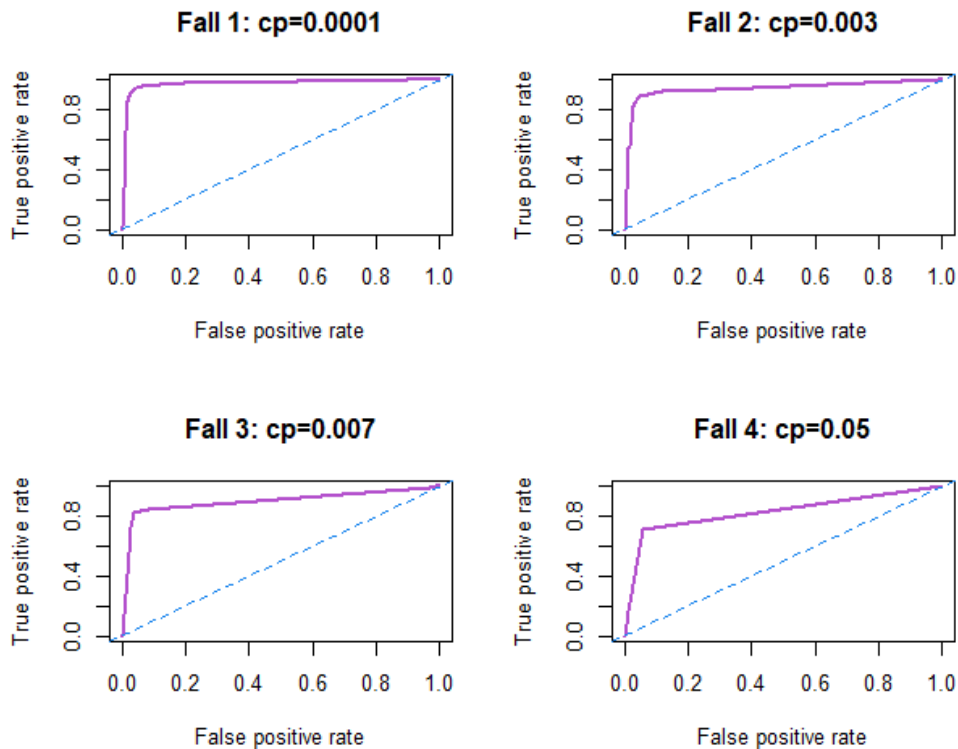 Fall 1: cp=0.0001
True positive rate
0.0 0.4 0.8
0.0 0.2 0.4 0.6 0.8 1.0
False positive rate
Fall 2: cp=0.003
True positive rate
0.0 0.4 0.8
0.0 0.2 0.4 0.6 0.8 1.0
False positive rate
Fall 3: cp=0.007
True positive rate
0.0 0.4 0.8
0.0 0.2 0.4 0.6 0.8 1.0
False positive rate
Fall 4: cp=0.05
True positive rate
0.0 0.4 0.8
0.0 0.2 0.4 0.6 0.8 1.0
False positive rate